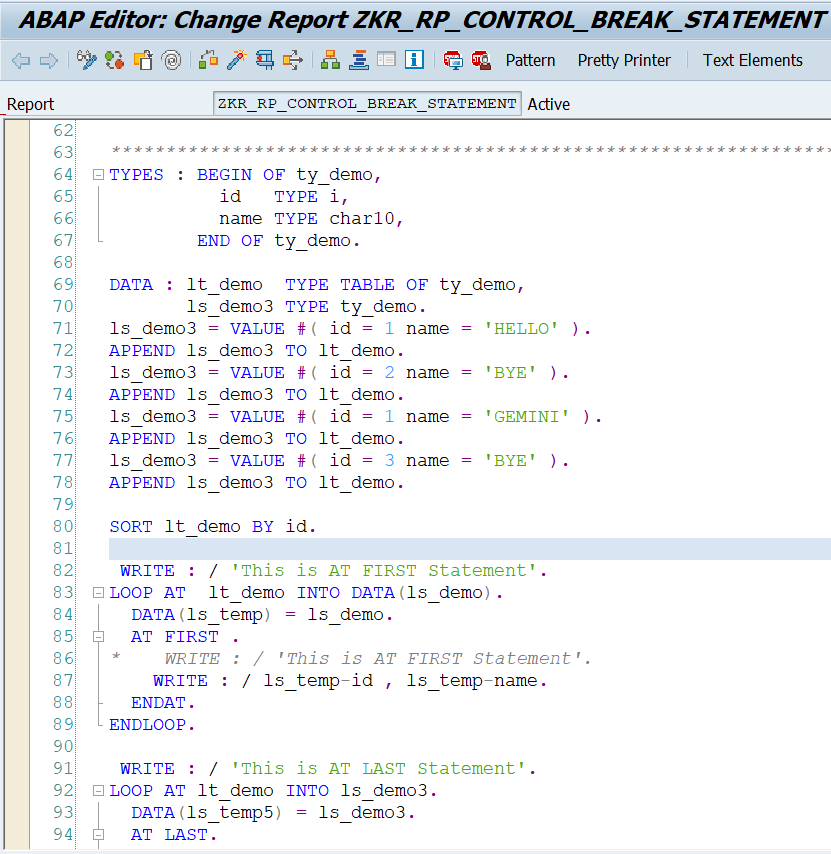 ABAP Editor: Change Report ZKR_RP_CONTROL_BREAK_STATEMENT
Pattern Pretty Printer Text Elements
Report ZKR_RP_CONTROL_BREAK_STATEMENT Active
62
63 ******************************************************************
64 TYPES : BEGIN OF ty_demo,
65 id TYPE i,
66 name TYPE char10,
67 END OF ty_demo.
68
69 DATA : lt_demo TYPE TABLE OF ty_demo,
70 ls_demo3 TYPE ty_demo.
71 ls_demo3 = VALUE #( id = 1 name = 'HELLO' ).
72 APPEND ls_demo3 TO lt_demo.
73 ls_demo3 = VALUE #( id = 2 name = 'BYE' ).
74 APPEND ls_demo3 TO lt_demo.
75 ls_demo3 = VALUE #( id = 1 name = 'GEMINI' ).
76 APPEND ls_demo3 TO lt_demo.
77 ls_demo3 = VALUE #( id = 3 name = 'BYE' ).
78 APPEND ls_demo3 TO lt_demo.
79
80 SORT lt_demo BY id.
81
82 WRITE : / 'This is AT FIRST Statement'.
83 LOOP AT lt_demo INTO DATA(ls_demo).
84 DATA(ls_temp) = ls_demo.
85 AT FIRST .
86 * WRITE : / 'This is AT FIRST Statement'.
87 WRITE : / ls_temp-id , ls_temp-name.
88 ENDAT.
89 ENDLOOP.
90
91 WRITE : / 'This is AT LAST Statement'.
92 LOOP AT lt_demo INTO ls_demo3.
93 DATA(ls_temp5) = ls_demo3.
94 AT LAST.